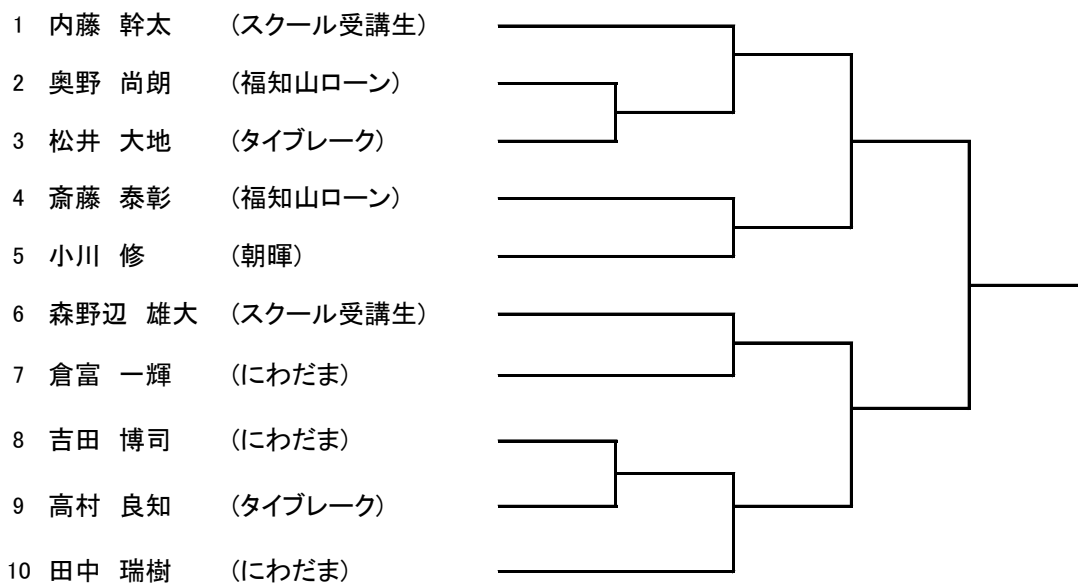 1 内藤 幹太 (スクール受講生)
2 奥野 尚朗 (福知山ローン)
3 松井 大地 (タイブレーク)
4 斎藤 泰彰 (福知山ローン)
5 小川 修 (朝暉)
6 森野辺 雄大 (スクール受講生)
7 倉富 一輝 (にわだま)
8 吉田 博司 (にわだま)
9 高村 良知 (タイブレーク)
10 田中 瑞樹 (にわだま)